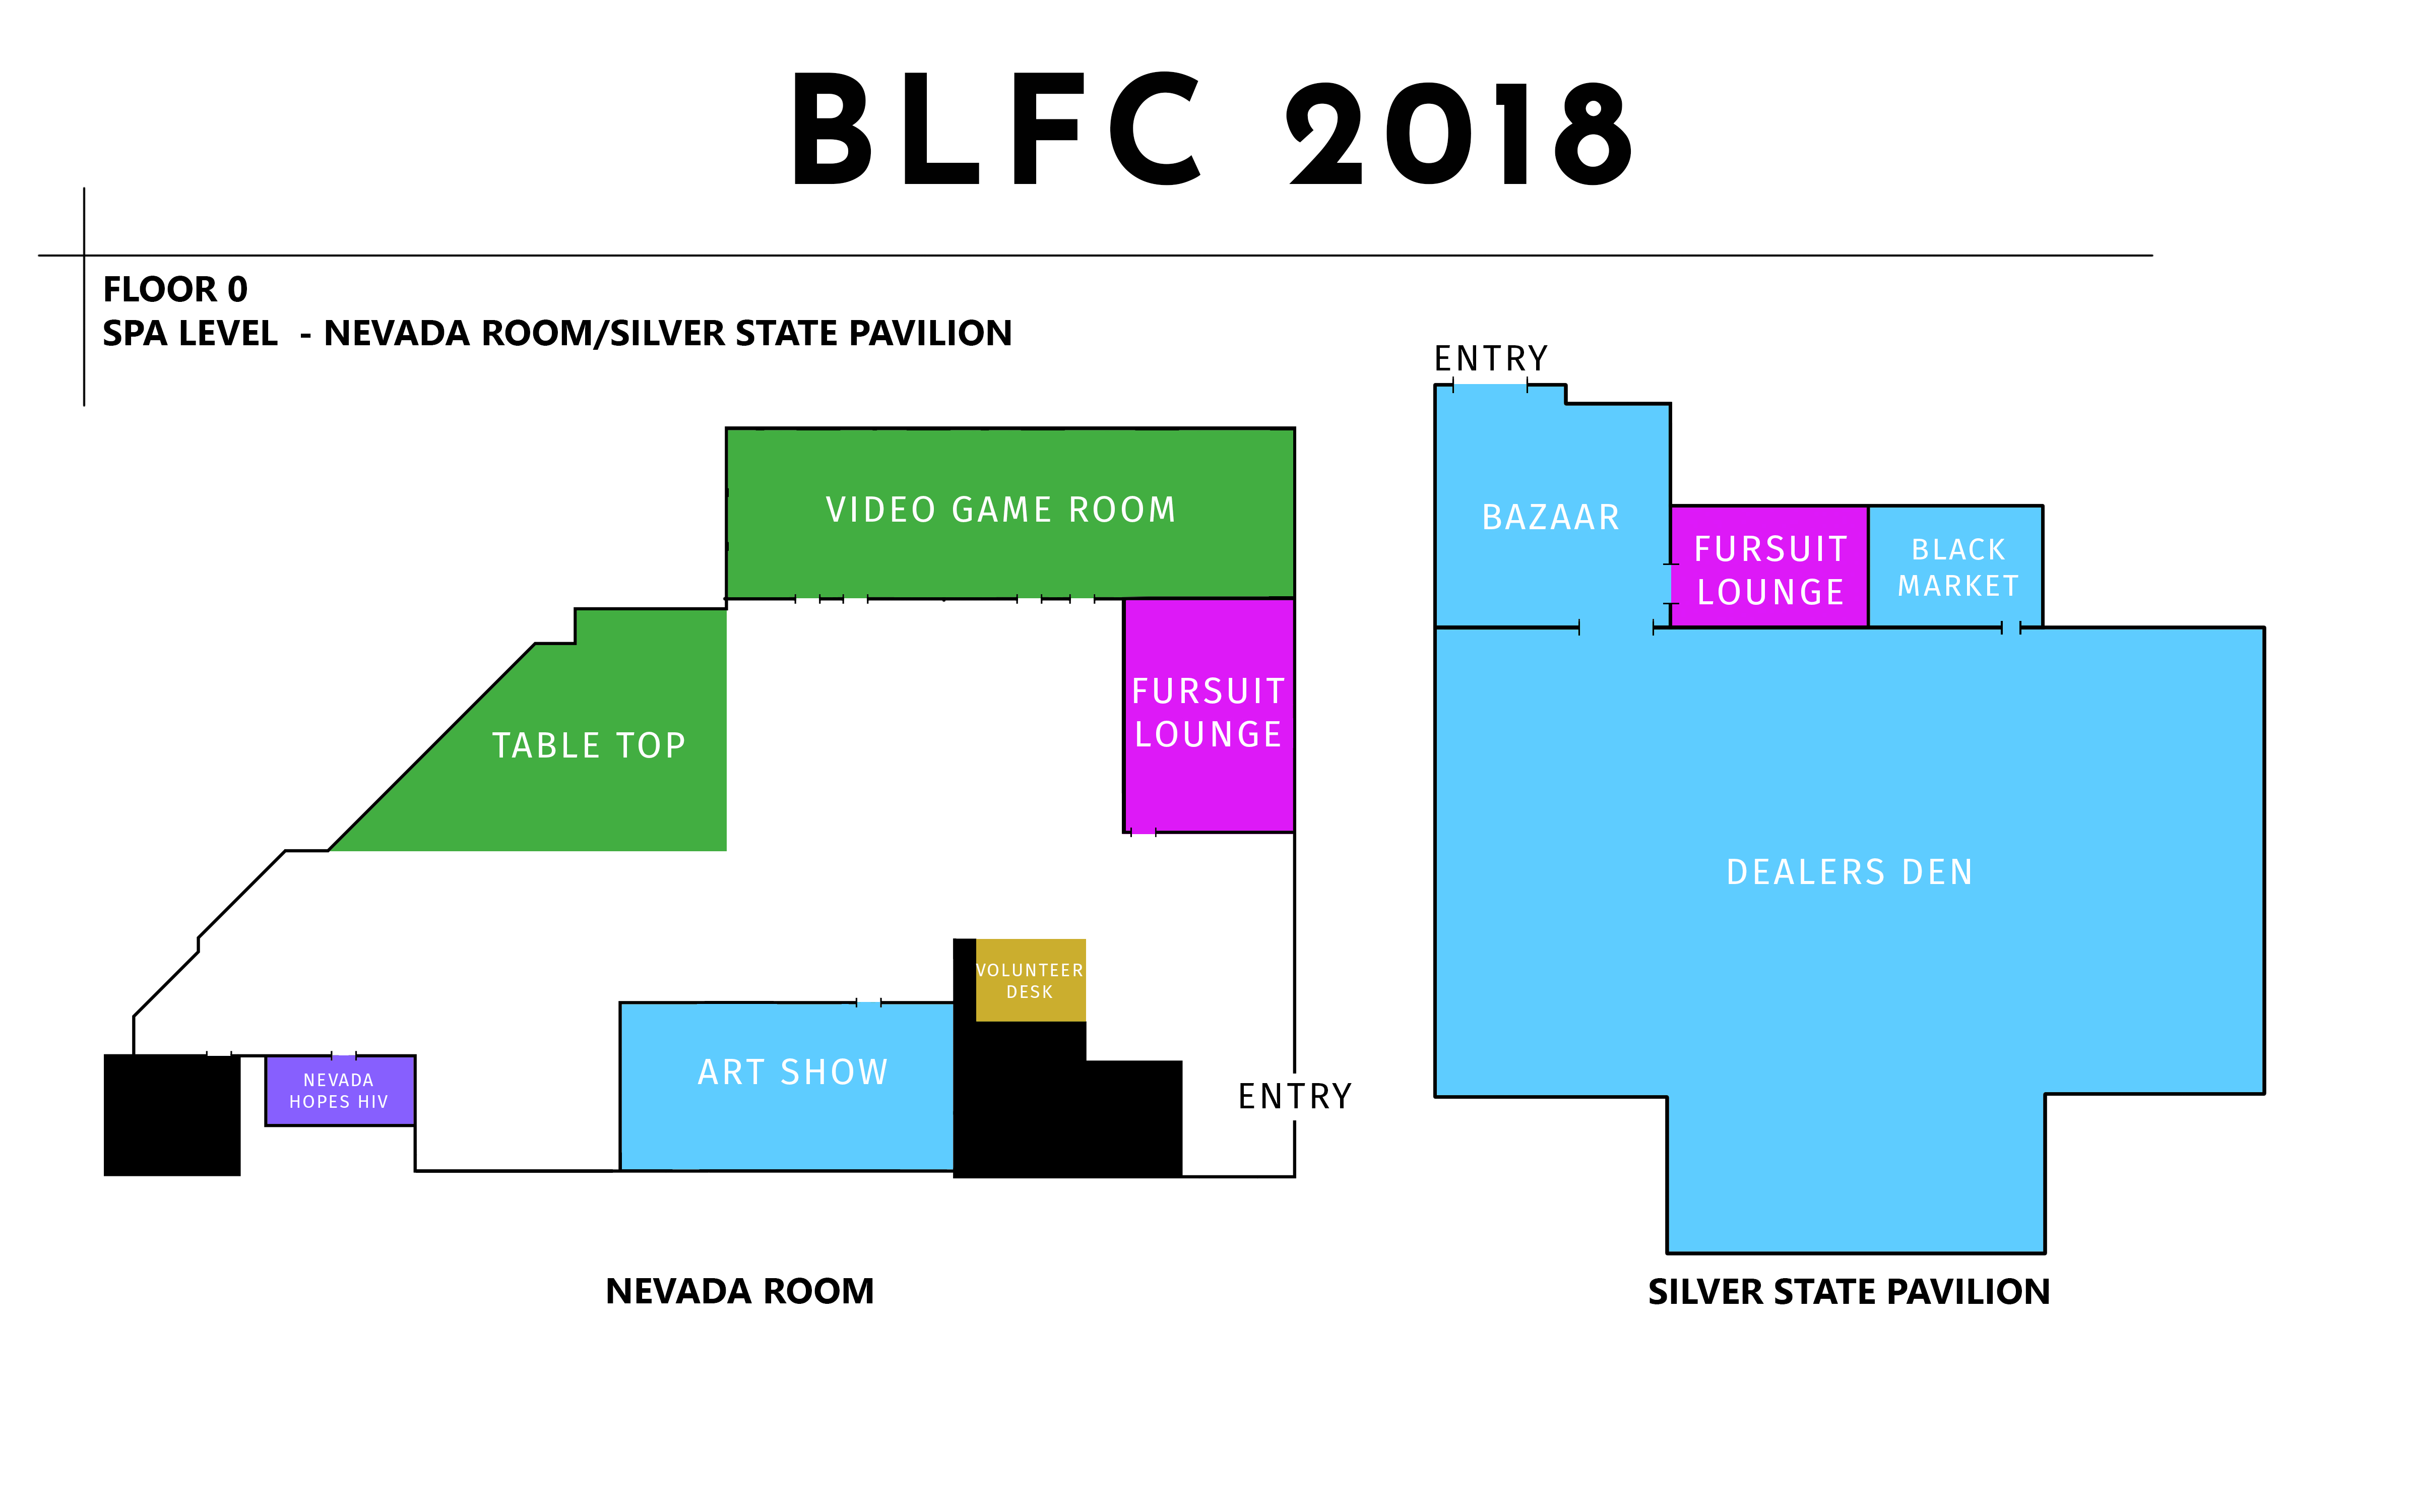 BLFC 2018
FLOOR 0
SPA LEVEL - NEVADA ROOM/SILVER STATE PAVILION
ENTRY
VIDEO GAME ROOM
BAZAAR
FURSUIT
LOUNGE
BLACK
MARKET
FURSUIT
LOUNGE
TABLE TOP
DEALERS DEN
VOLUNTEER
DESK
ART SHOW
NEVADA
HOPES HIV
ENTRY
NEVADA ROOM
SILVER STATE PAVILION